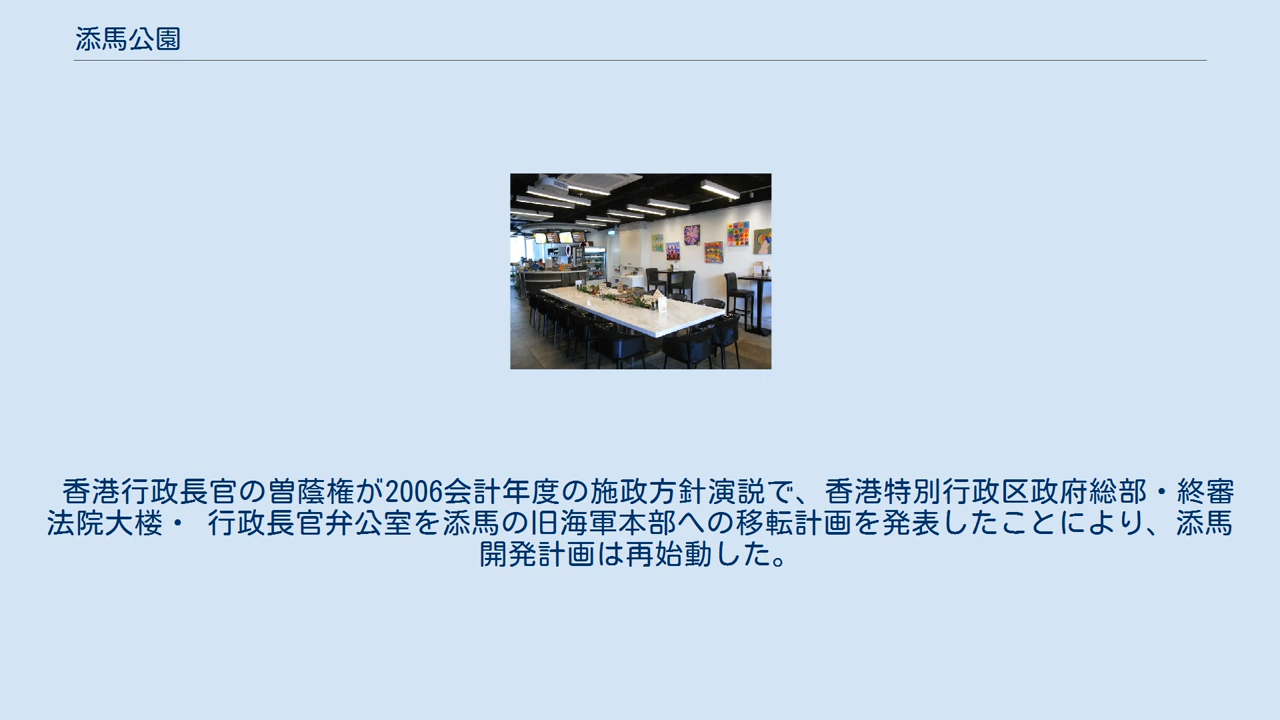 添馬公園
香港行政長官の曽蔭権が2006会計年度の施政方針演説で、香港特別行政区政府総部・終審
法院大楼・ 行政長官弁公室を添馬の旧海軍本部への移転計画を発表したことにより、添馬
開発計画は再始動した。